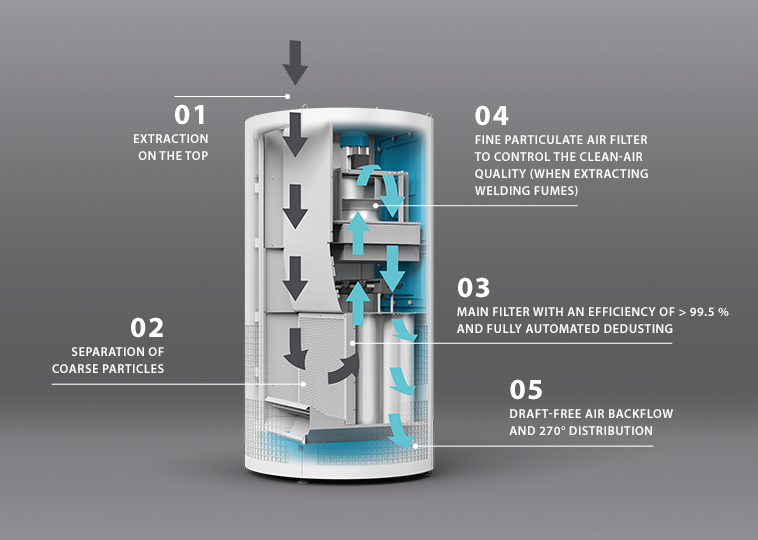 01
EXTRACTION
ON THE TOP
02
SEPARATION OF
COARSE PARTICLES
03
MAIN FILTER WITH AN EFFICIENCY OF > 99.5 %
AND FULLY AUTOMATED DEDUSTING
04
FINE PARTICULATE AIR FILTER
TO CONTROL THE CLEAN-AIR
QUALITY (WHEN EXTRACTING
WELDING FUMES)
05
DRAFT-FREE AIR BACKFLOW
AND 270° DISTRIBUTION